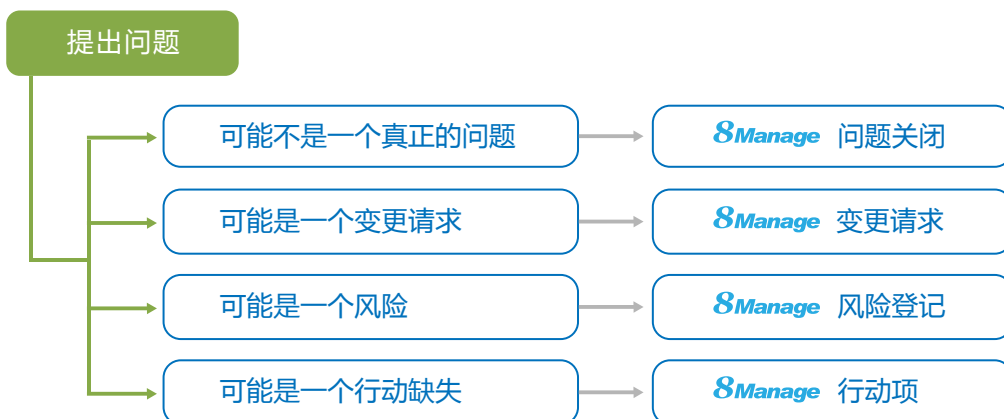 提出问题
可能不是一个真正的问题
8Manage 问题关闭
可能是一个变更请求
8Manage 变更请求
可能是一个风险
8Manage 风险登记
可能是一个行动缺失
8Manage 行动项